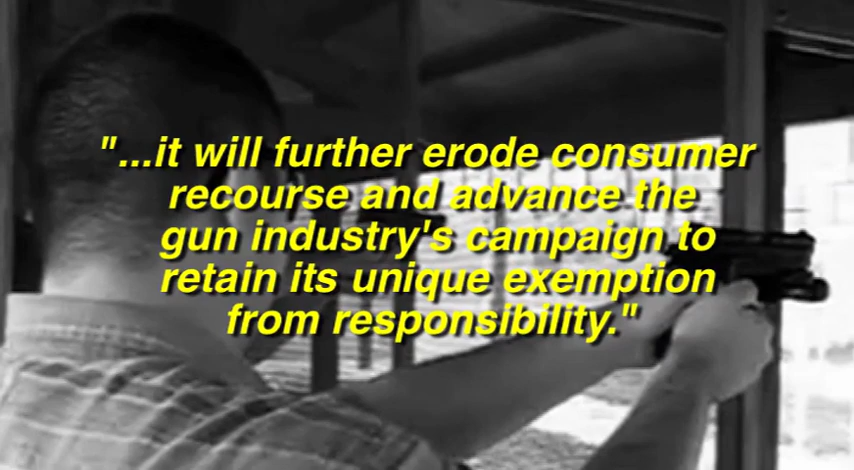 "...it will further erode consumer
recourse and advance the
gun industry's campaign to
retain its unique exemption
from responsibility."